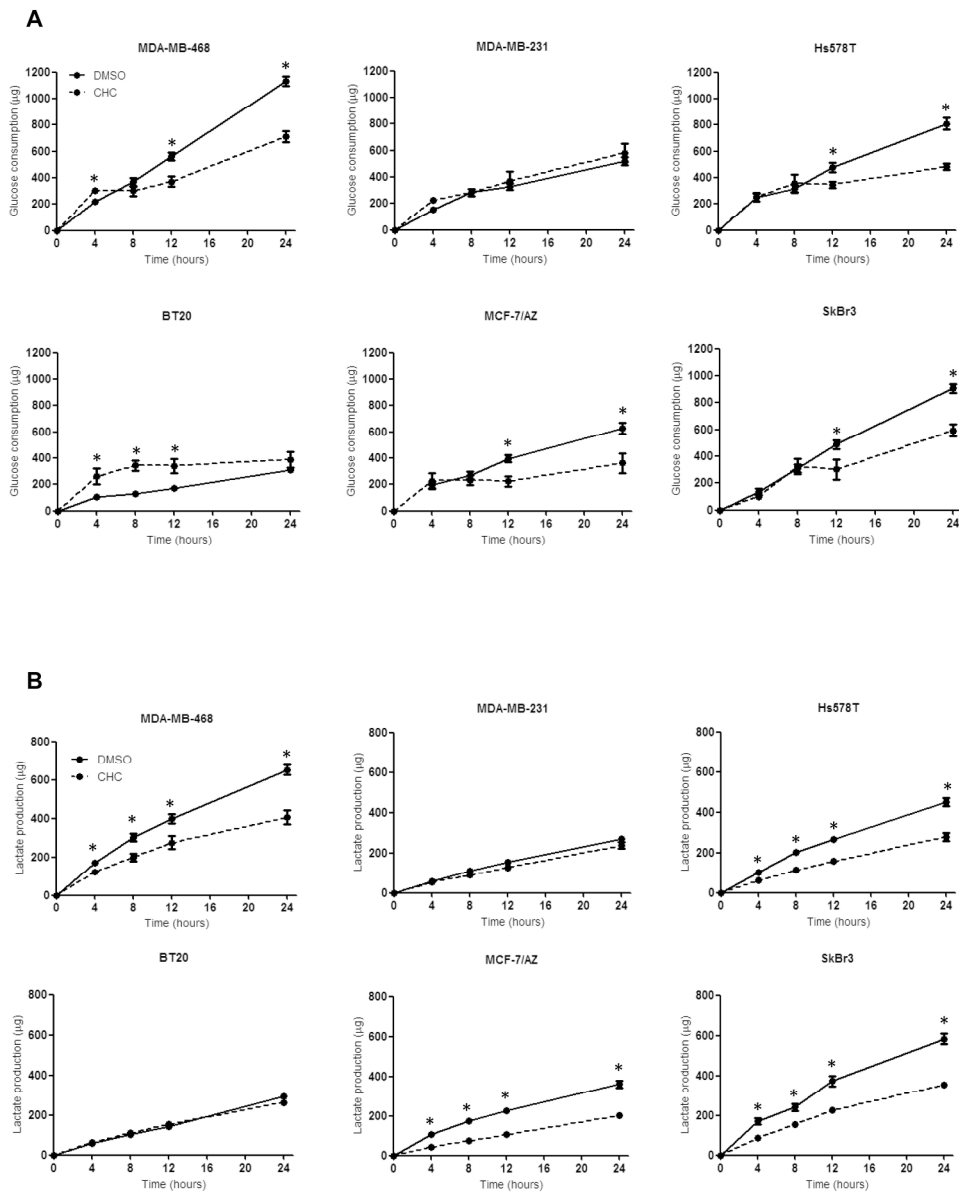 A
MDA-MB-468
MDA-MB-231
Hs578T
DMSO
CHC
Glucose consumption (µg)
1200
1000
800
600
400
200
0
* * * *
0 4 8 12 16 20 24
Time (hours)
Glucose consumption (µg)
1200
1000
800
600
400
200
0
0 4 8 12 16 20 24
Time (hours)
Glucose consumption (µg)
1200
1000
800
600
400
200
0
* *
0 4 8 12 16 20 24
Time (hours)
BT20
MCF-7/AZ
SkBr3
Glucose consumption (µg)
1200
1000
800
600
400
200
0
* * *
0 4 8 12 16 20 24
Time (hours)
Glucose consumption (µg)
1200
1000
800
600
400
200
0
* *
0 4 8 12 16 20 24
Time (hours)
Glucose consumption (µg)
1200
1000
800
600
400
200
0
* *
0 4 8 12 16 20 24
Time (hours)
B
MDA-MB-468
MDA-MB-231
Hs578T
DMSO
CHC
Lactate production (µg)
800
600
400
200
0
* * * *
0 4 8 12 16 20 24
Time (hours)
Lactate production (µg)
800
600
400
200
0
0 4 8 12 16 20 24
Time (hours)
Lactate production (µg)
800
600
400
200
0
* * * *
0 4 8 12 16 20 24
Time (hours)
BT20
MCF-7/AZ
SkBr3
Lactate production (µg)
800
600
400
200
0
0 4 8 12 16 20 24
Time (hours)
Lactate production (µg)
800
600
400
200
0
* * * *
0 4 8 12 16 20 24
Time (hours)
Lactate production (µg)
800
600
400
200
0
* * * *
0 4 8 12 16 20 24
Time (hours)